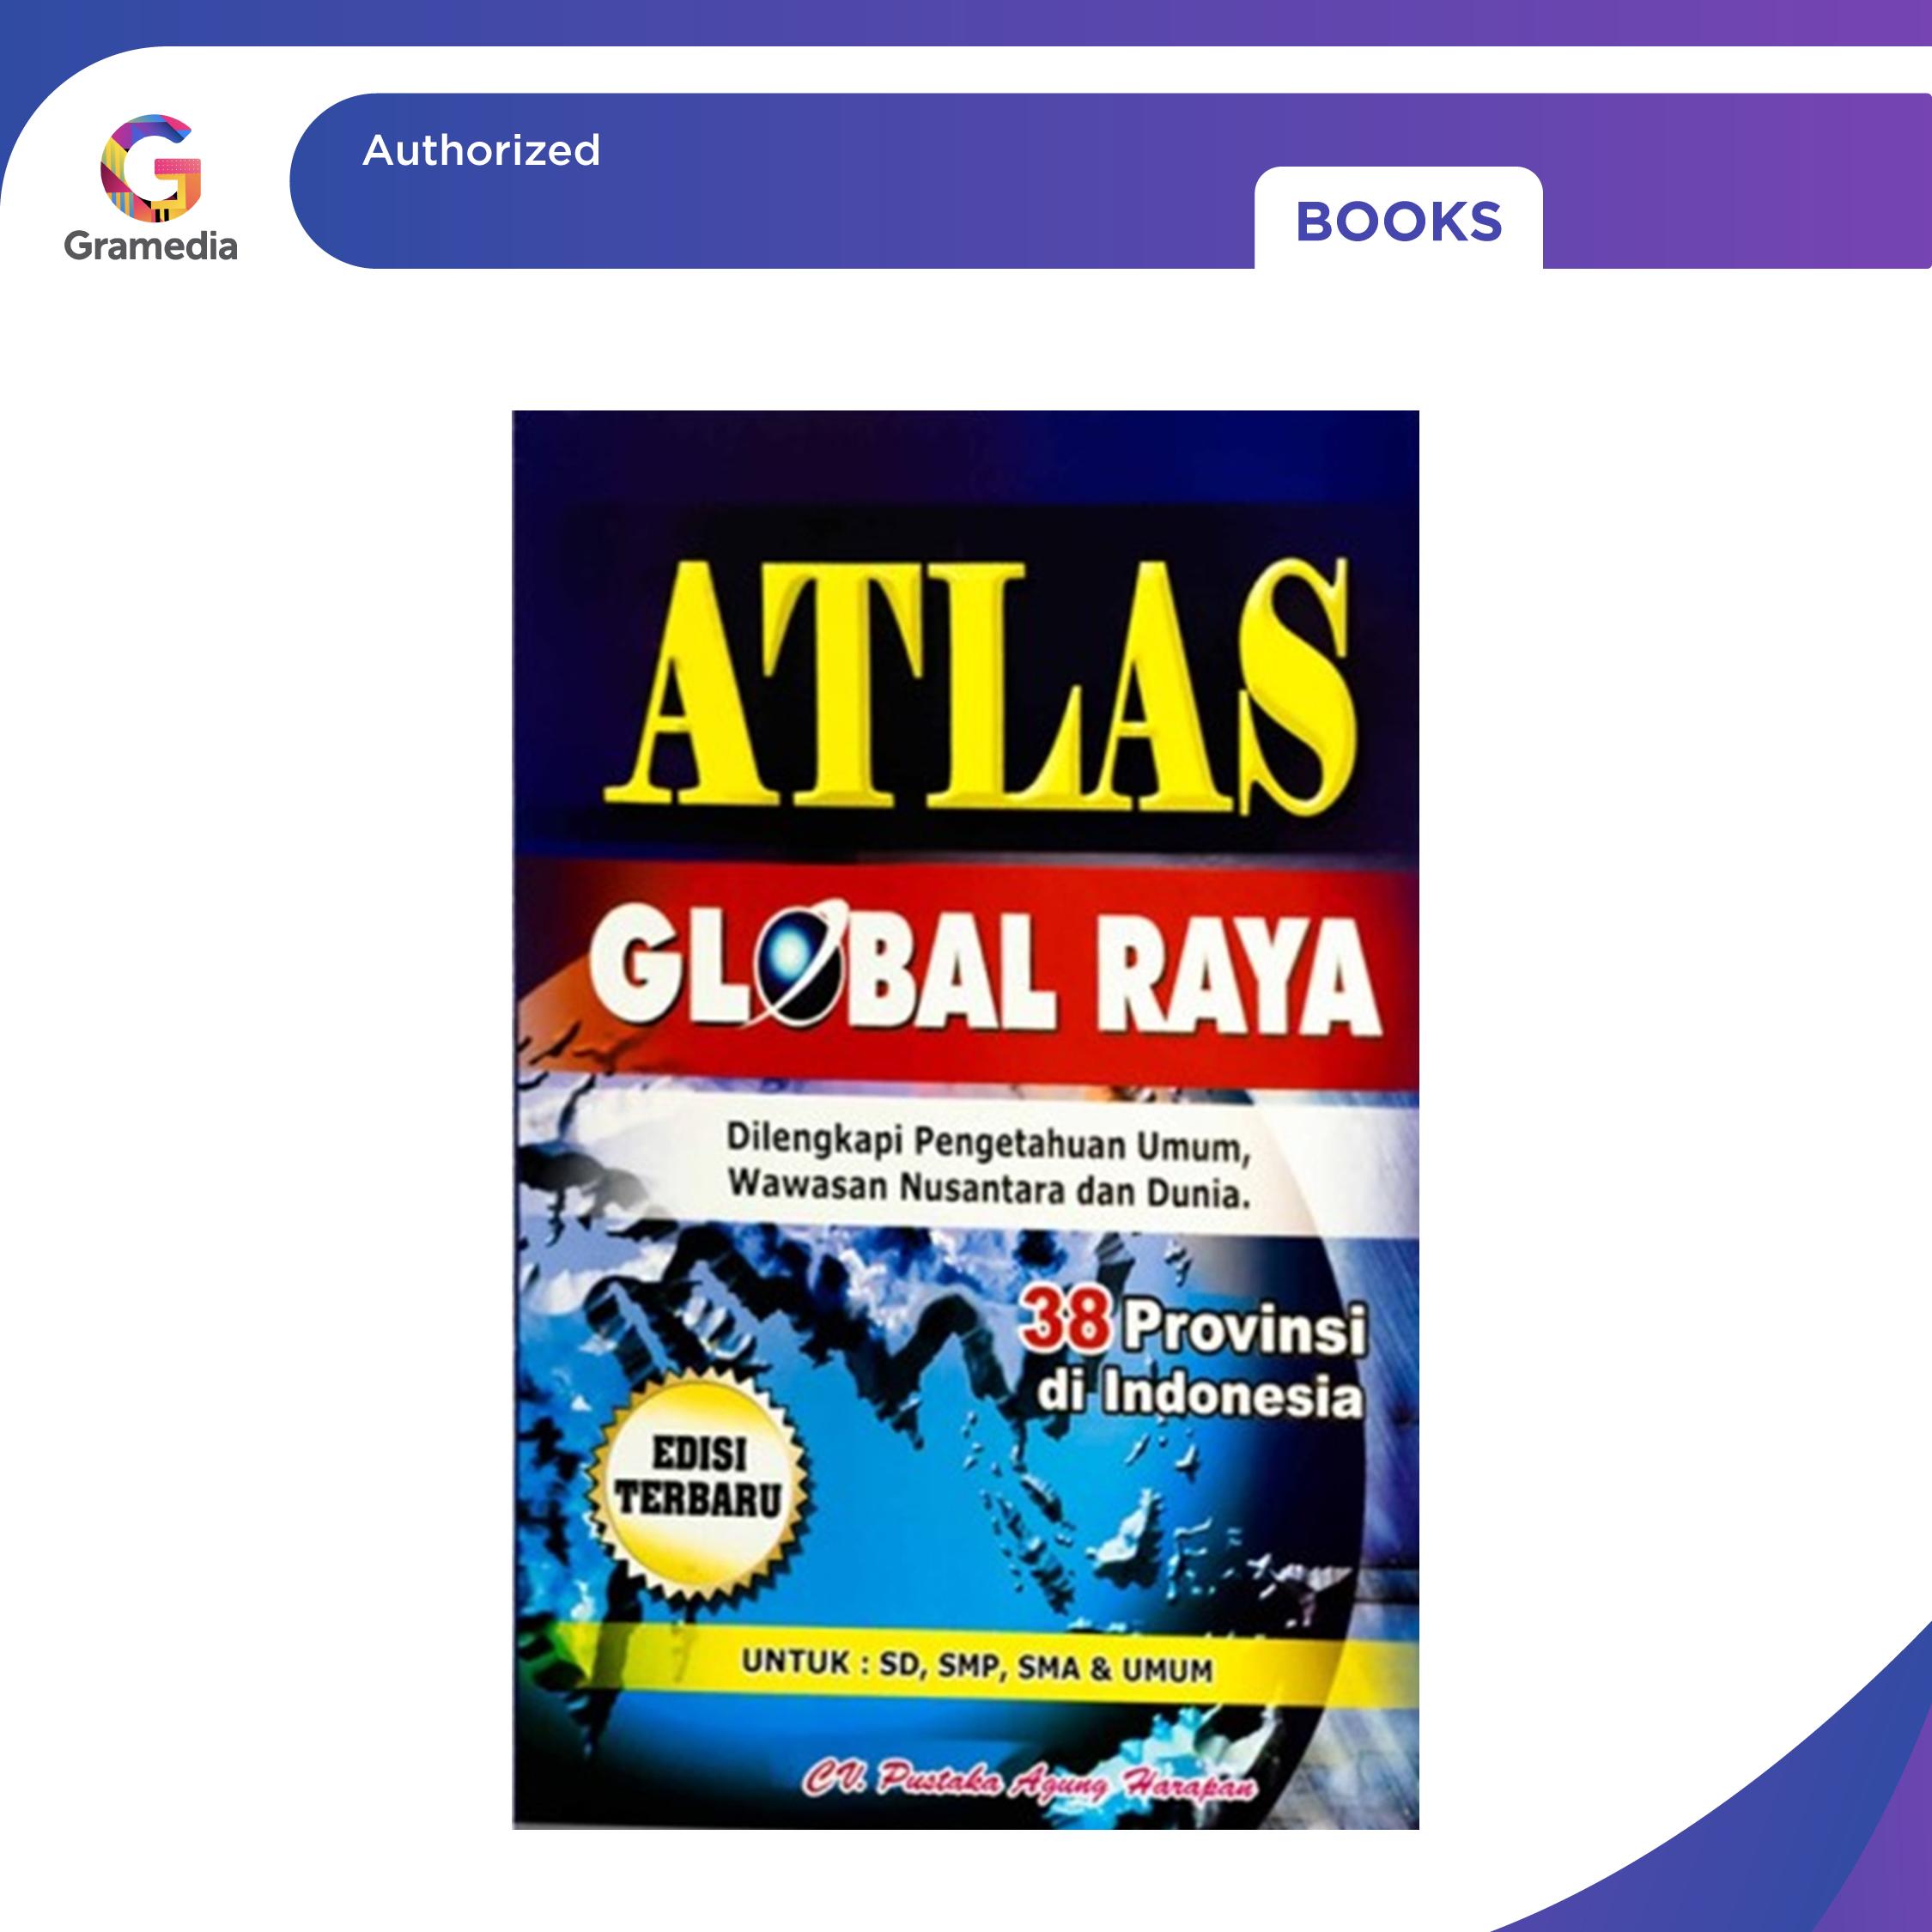 Gramedia
Authorized
BOOKS
ATLAS
GLOBAL RAYA
Dilengkapi Pengetahuan Umum,
Wawasan Nusantara dan Dunia.
38 Provinsi
di Indonesia
EDISI
TERBARU
UNTUK : SD, SMP, SMA & UMUM
CV. Pustaka Agung Harapan